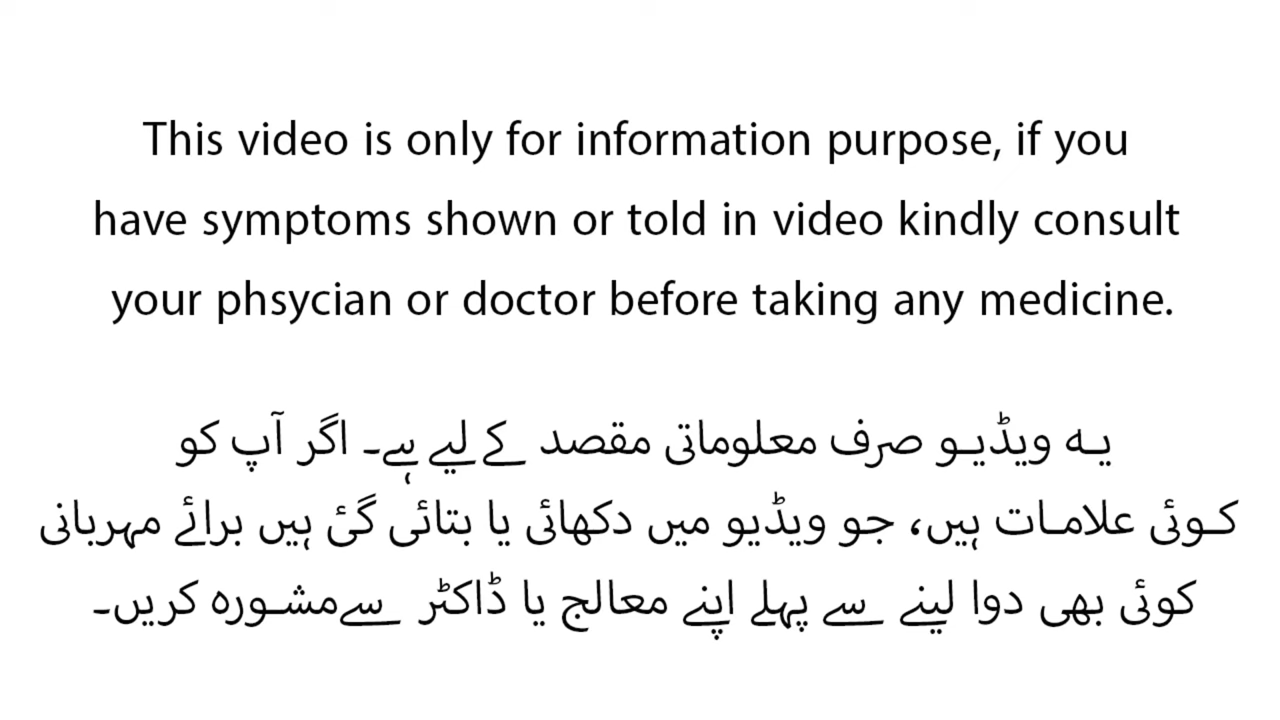 This video is only for information purpose, if you
have symptoms shown or told in video kindly consult
your phsycian or doctor before taking any medicine.
یہ ویڈیو صرف معلوماتی مقصد کے لیے ہے۔ اگر آپ کو
کوئی علامات ہیں، جو ویڈیو میں دکھائی یا بتائی گئ ہیں برائے مہربانی
کوئی بھی دوا لینے سے پہلے اپنے معالج یا ڈاکٹر سےمشورہ کریں۔